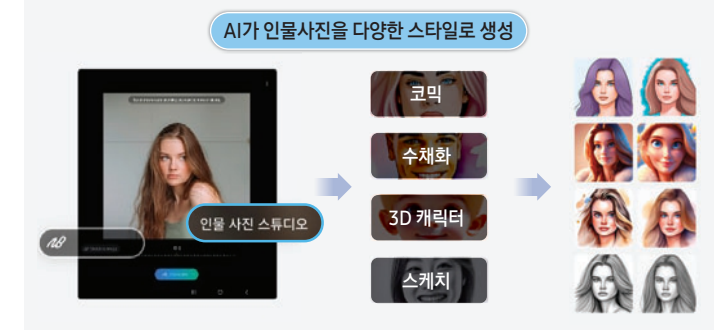 AI가 인물사진을 다양한 스타일로 생성
인물 사진 스튜디오
코믹
수채화
3D 캐릭터
스케치